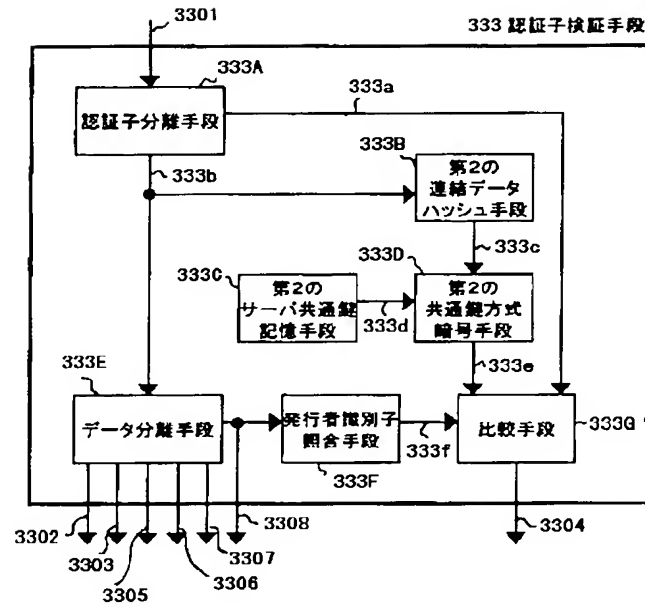 3301
333 認証子検証手段
333A
認証子分離手段
333a
333b
333B
第2の
連結データ
ハッシュ手段
333c
333C
第2の
サーバ共通鍵
記憶手段
333d
333D
第2の
共通鍵方式
暗号手段
333e
333E
データ分離手段
発行者識別子
照合手段
333F
333f
比較手段
333G
3302
3303
3305
3306
3307
3308
3304